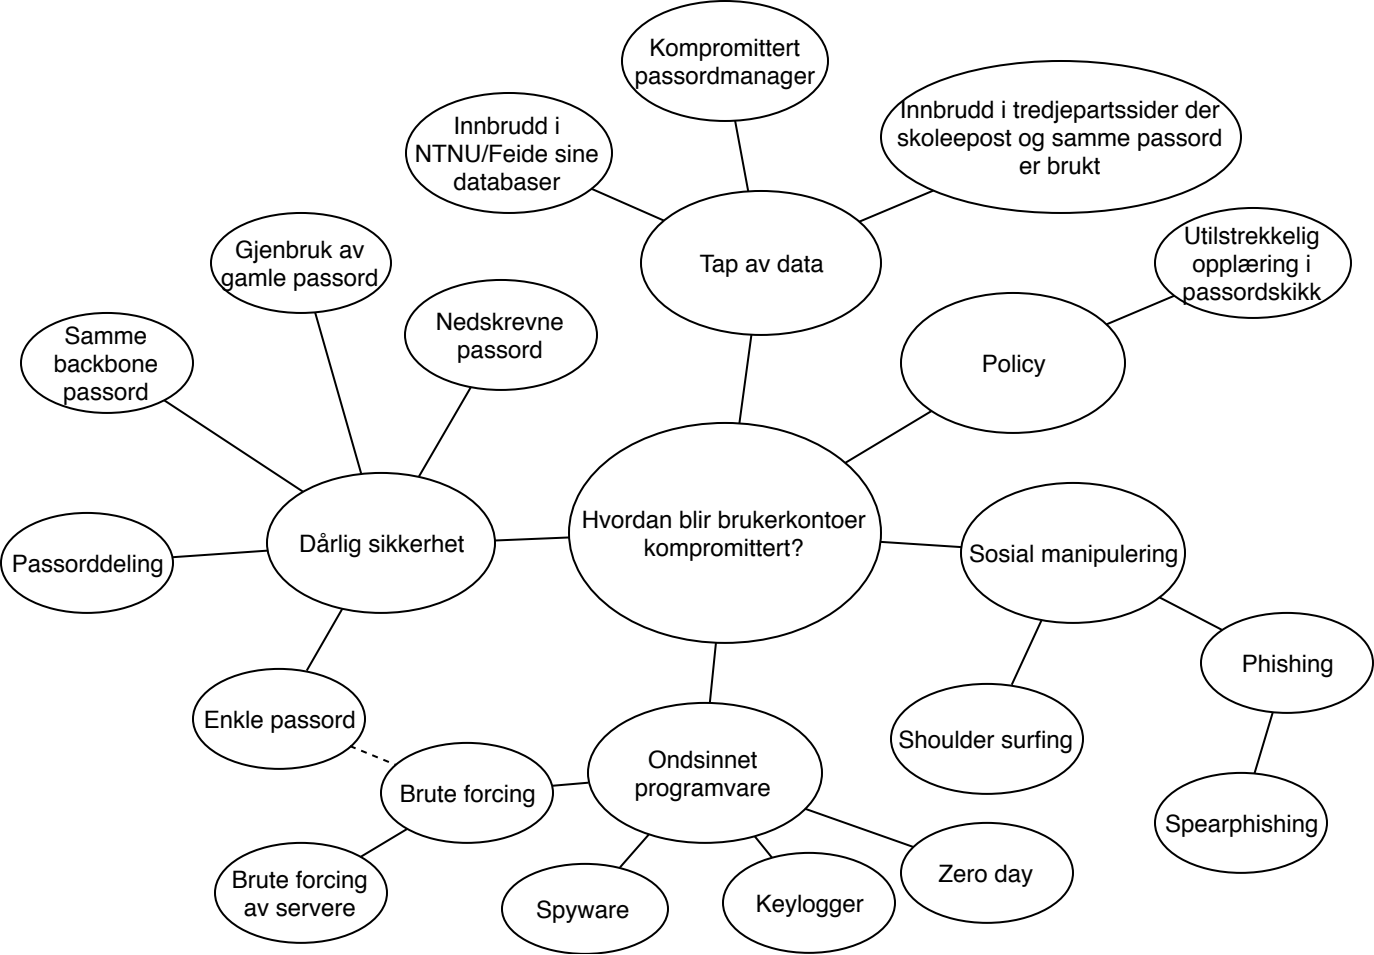 Kompromittert
passordmanager
Innbrudd i
NTNU/Feide sine
databaser
Innbrudd i tredjepartssider der
skoleepost og samme passord
er brukt
Gjenbruk av
gamle passord
Tap av data
Utilstrekkelig
opplæring i
passordskikk
Samme
backbone
passord
Nedskrevne
passord
Policy
Dårlig sikkerhet
Hvordan blir brukerkontoer
kompromittert?
Sosial manipulering
Passorddeling
Phishing
Enkle passord
Shoulder surfing
Ondsinnet
programvare
Brute forcing
Spearphishing
Brute forcing
av servere
Spyware
Keylogger
Zero day